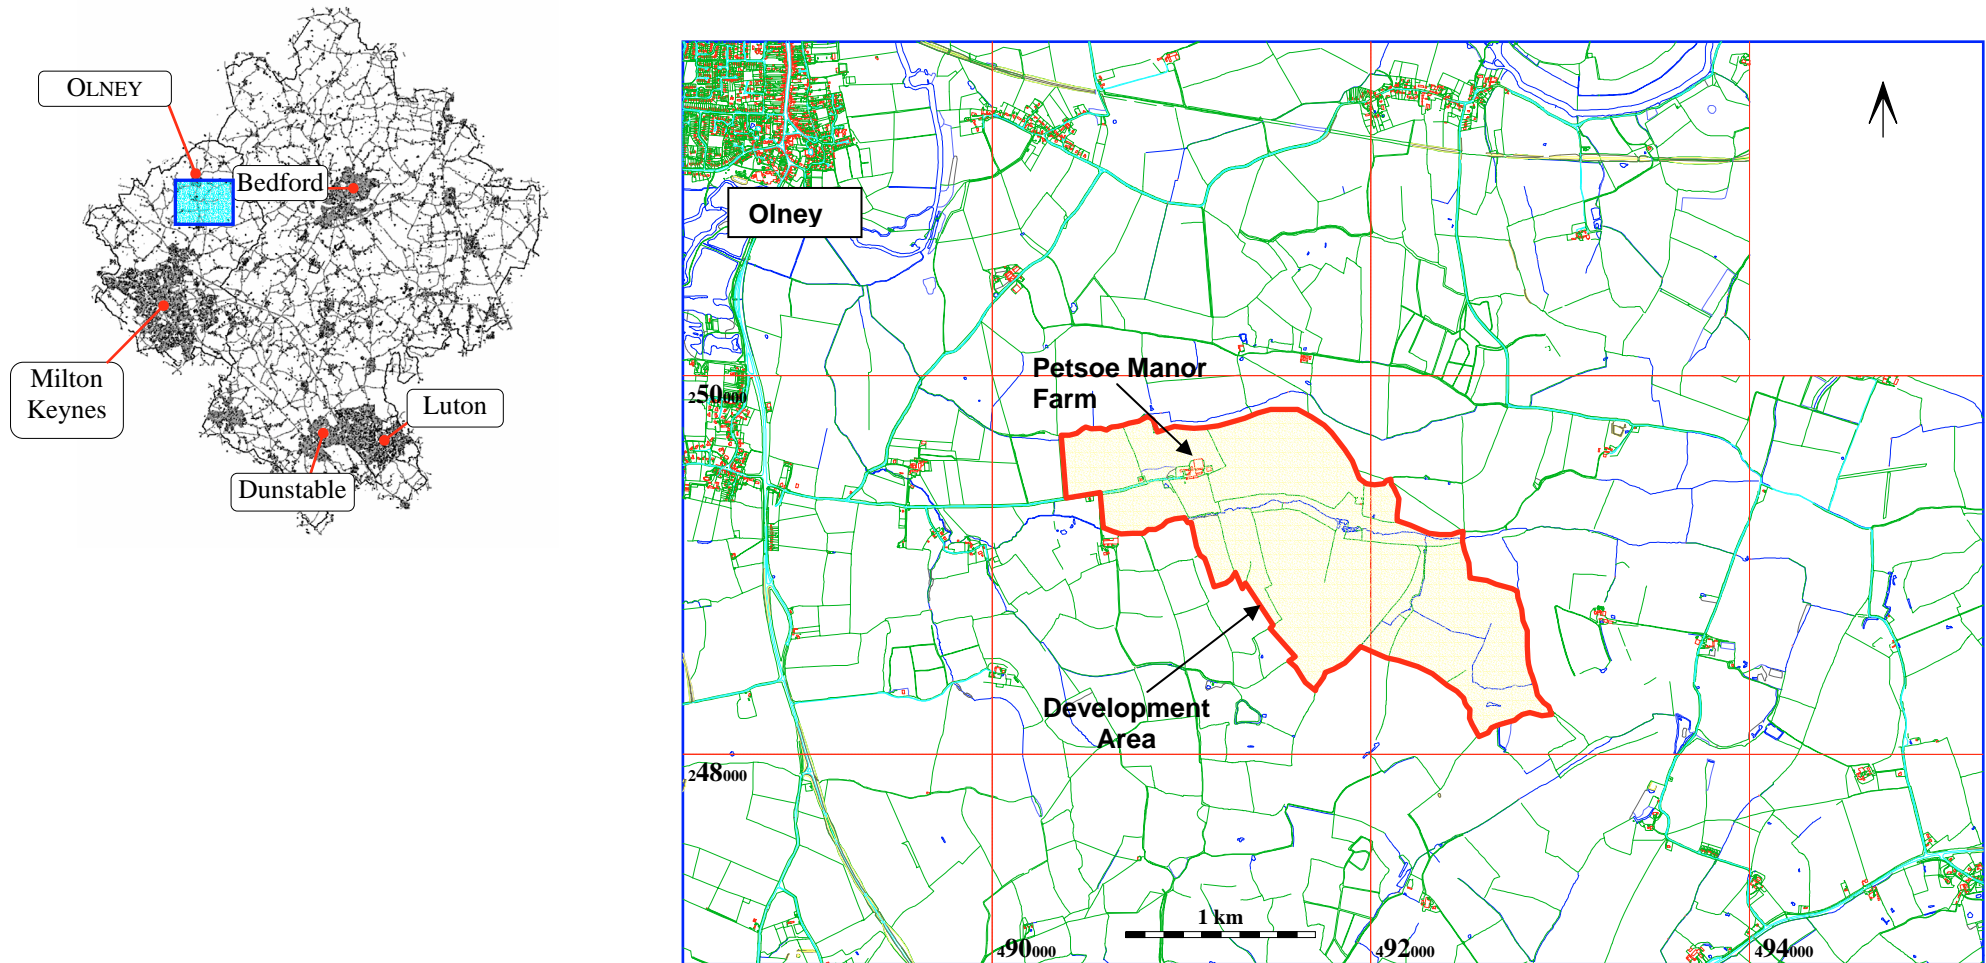 OLNEY
Bedford
Milton
Keynes
Luton
Dunstable
Olney
Petsoe Manor
Farm
250000
Development
Area
248000
1 km
490000
492000
494000